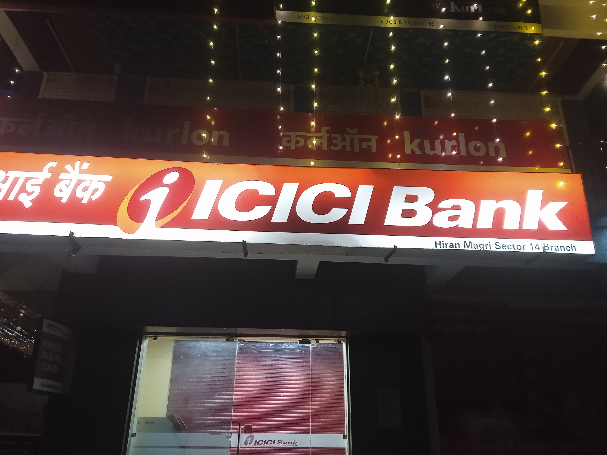 कर्लऑन kurlon कर्लऑन kurlon
आई बैंक ICICI Bank
Hiran Magri Sector 14 Branch
ICICI Bank